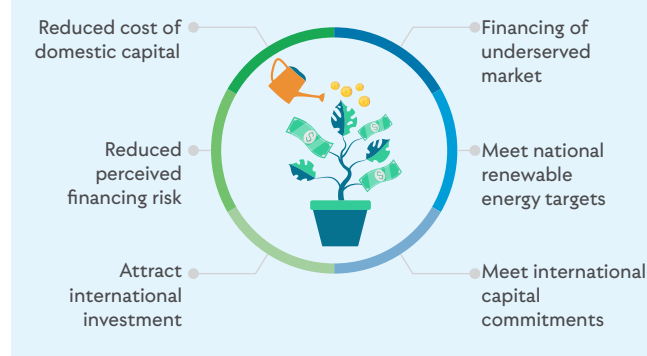 Reduced cost of
domestic capital
Financing of
underserved
market
Reduced
perceived
financing risk
Meet national
renewable
energy targets
Attract
international
investment
Meet international
capital
commitments